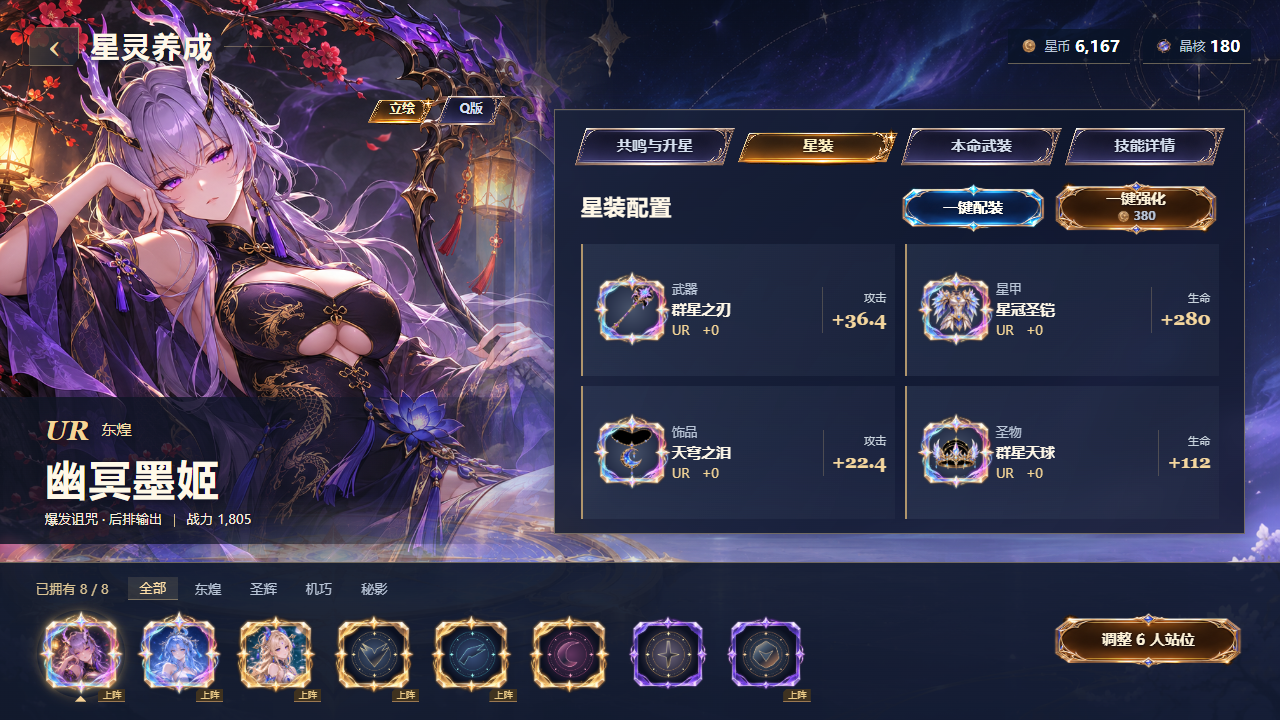 星灵养成
星币 6,167
晶核 180
立绘
Q版
共鸣与升星
星装
本命武装
技能详情
星装配置
一键配装
一键强化
380
武器
群星之刃
UR +0
攻击
+36.4
星甲
星冠圣铠
UR +0
生命
+280
饰品
天穹之泪
UR +0
攻击
+22.4
圣物
群星天球
UR +0
生命
+112
UR 东煌
幽冥墨姬
爆发诅咒 · 后排输出 | 战力 1,805
已拥有 8 / 8
全部
东煌
圣辉
机巧
秘影
上阵
上阵
上阵
上阵
上阵
上阵
调整 6 人站位